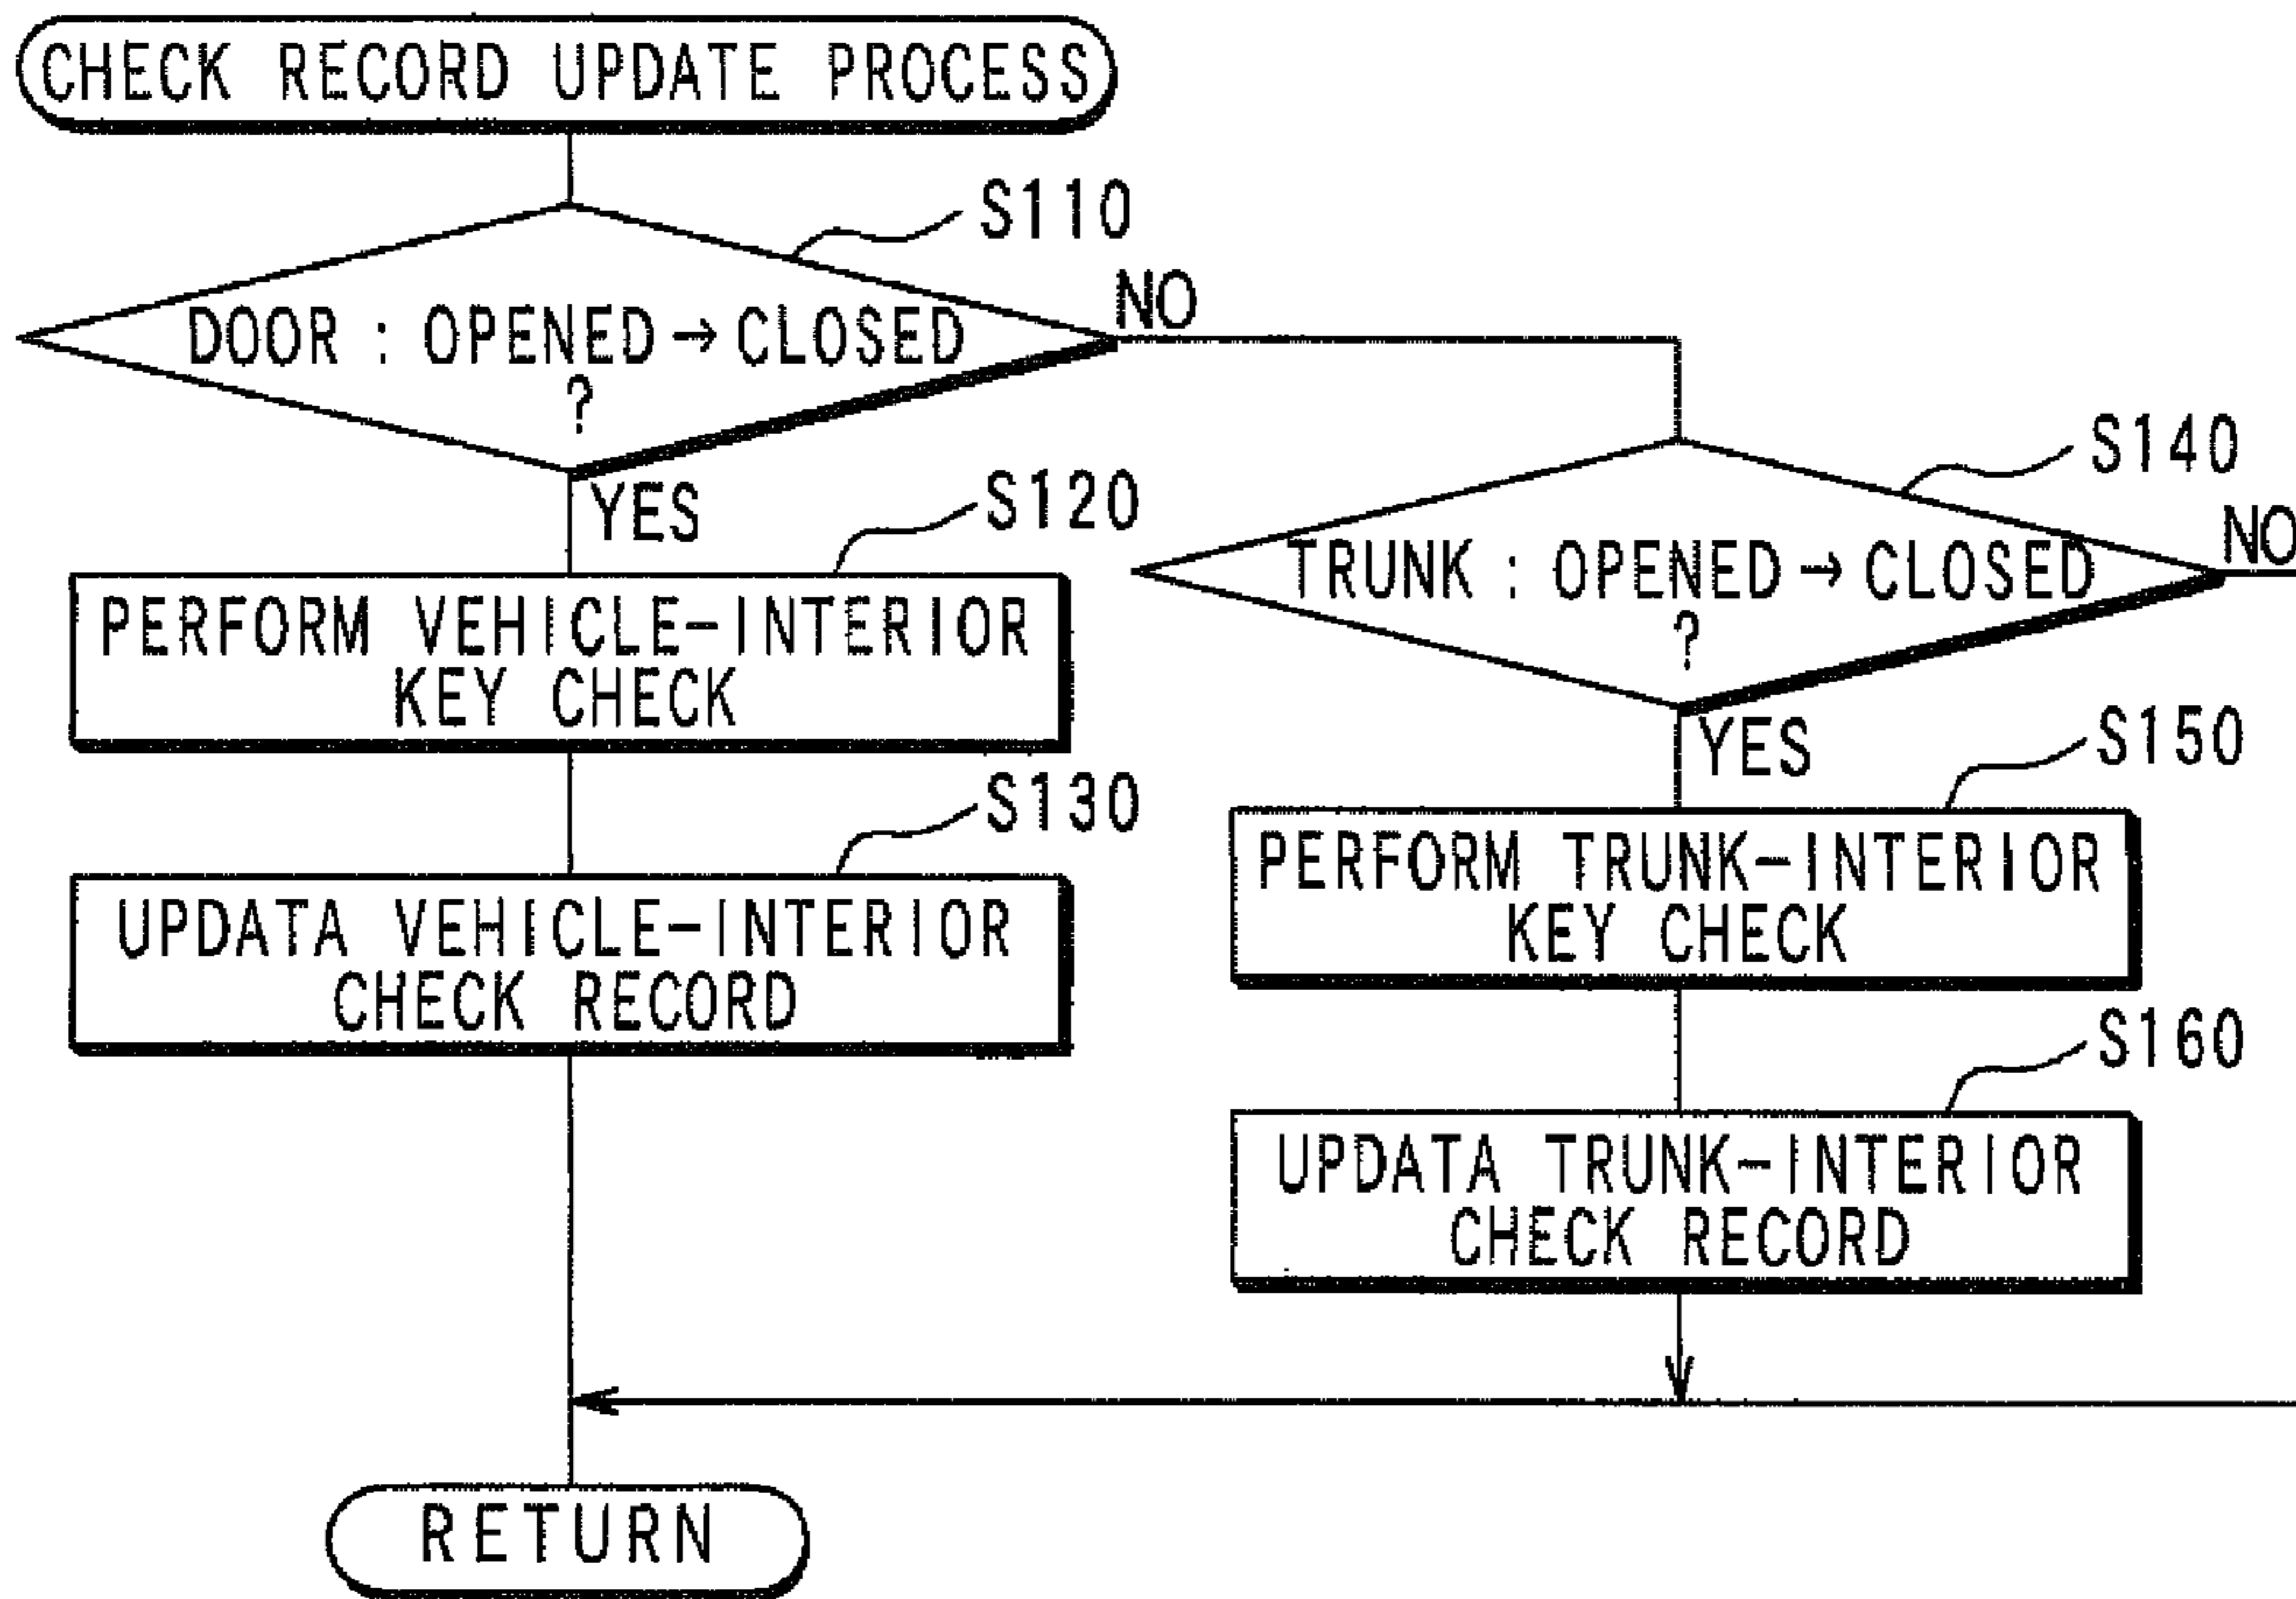 CHECK RECORD UPDATE PROCESS
S110
DOOR : OPENED → CLOSED
?
NO
YES
S120
PERFORM VEHICLE-INTERIOR
KEY CHECK
S130
UPDATA VEHICLE-INTERIOR
CHECK RECORD
S140
TRUNK : OPENED → CLOSED
?
NO
YES
S150
PERFORM TRUNK-INTERIOR
KEY CHECK
S160
UPDATA TRUNK-INTERIOR
CHECK RECORD
RETURN